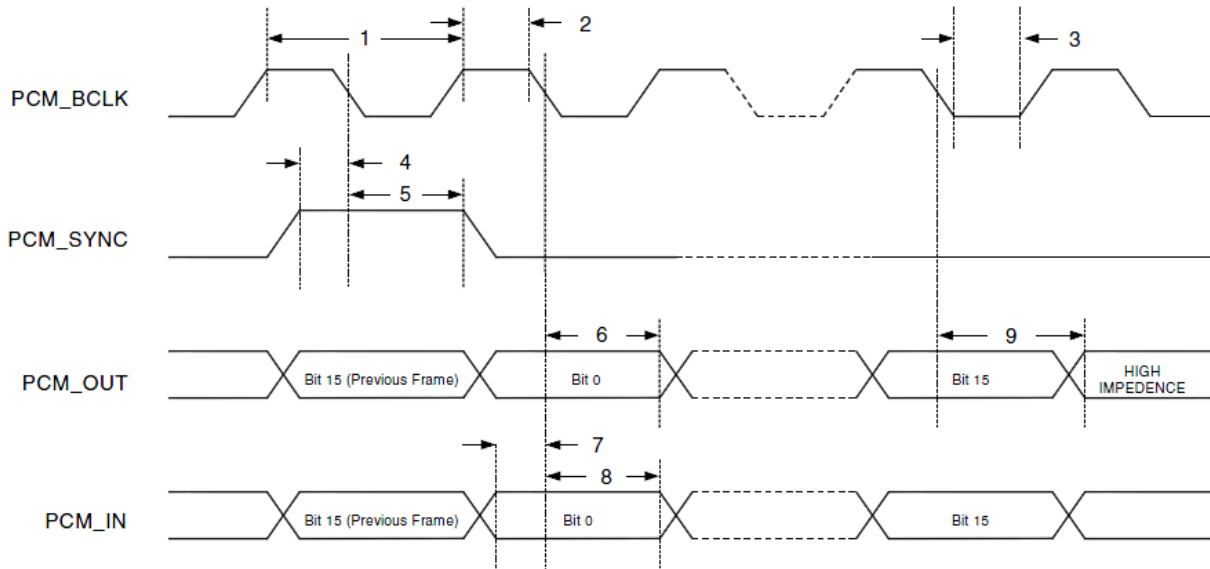 1
2
3
PCM_BCLK
4
5
PCM_SYNC
6
9
PCM_OUT
Bit 15 (Previous Frame)
Bit 0
Bit 15
HIGH
IMPEDENCE
7
8
PCM_IN
Bit 15 (Previous Frame)
Bit 0
Bit 15